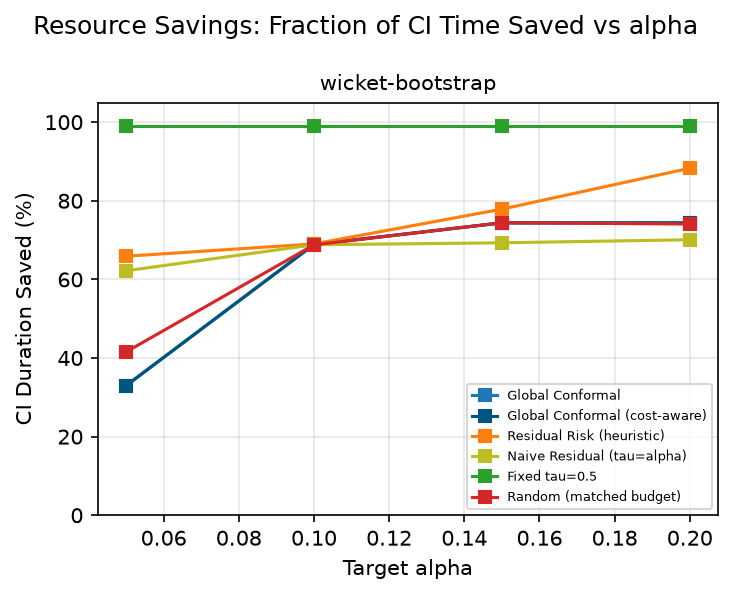 Resource Savings: Fraction of CI Time Saved vs alpha
wicket-bootstrap
CI Duration Saved (%)
100
80
60
40
20
0
0.06 0.08 0.10 0.12 0.14 0.16 0.18 0.20
Target alpha
Global Conformal
Global Conformal (cost-aware)
Residual Risk (heuristic)
Naive Residual (tau=alpha)
Fixed tau=0.5
Random (matched budget)